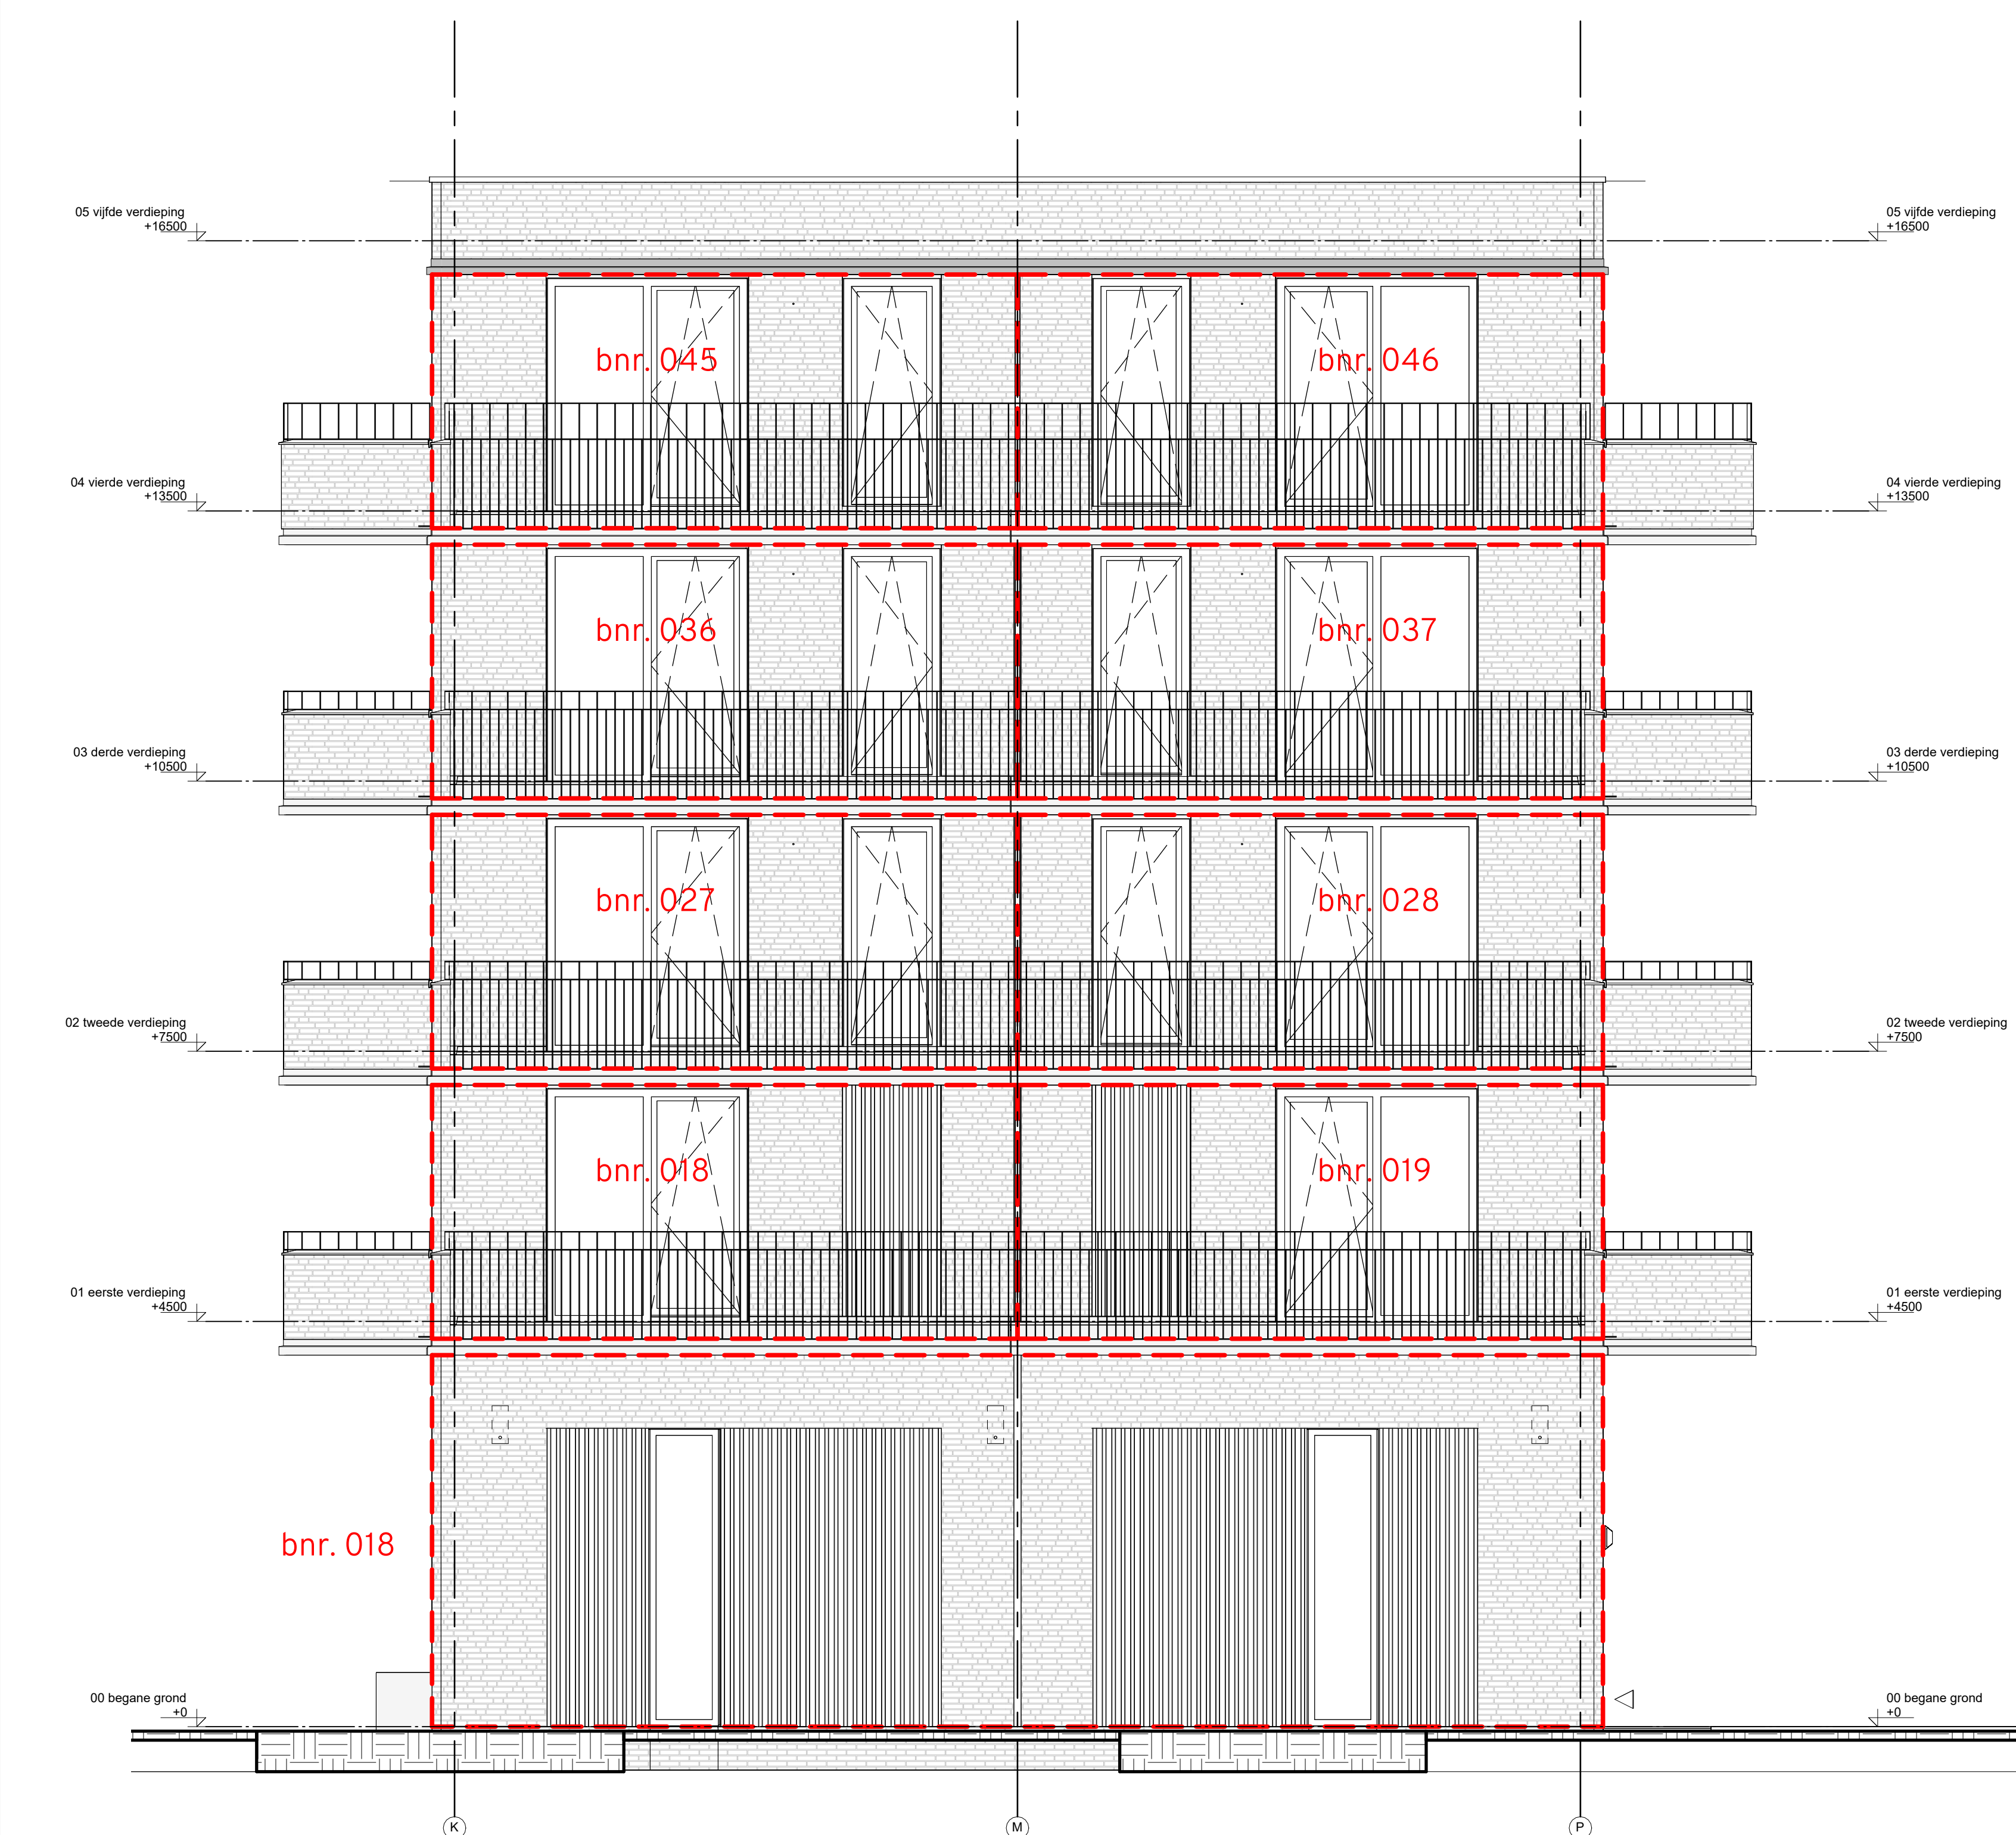 05 vijfde verdieping
+16500
05 vijfde verdieping
+16500
bnr. 045
bnr. 046
04 vierde verdieping
+13500
04 vierde verdieping
+13500
bnr. 036
bnr. 037
03 derde verdieping
+10500
03 derde verdieping
+10500
bnr. 027
bnr. 028
02 tweede verdieping
+7500
02 tweede verdieping
+7500
bnr. 018
bnr. 019
01 eerste verdieping
+4500
01 eerste verdieping
+4500
bnr. 018
00 begane grond
+0
00 begane grond
+0
K
M
P